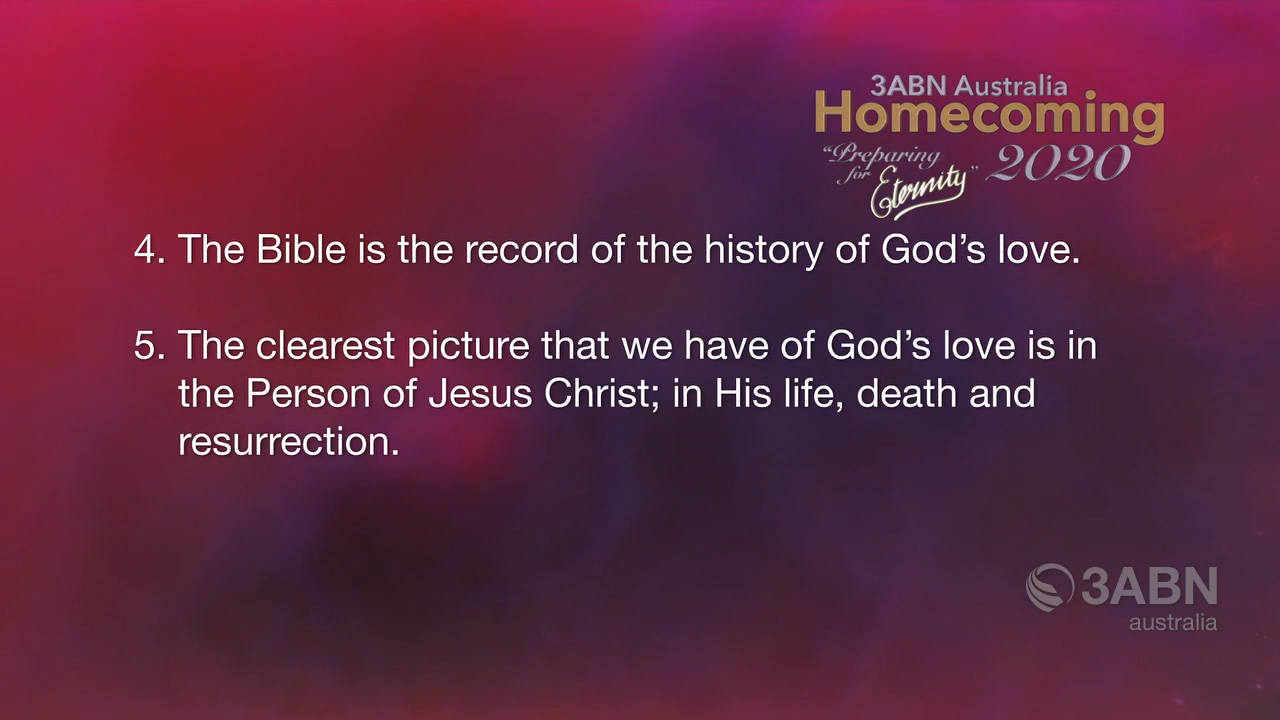 3ABN Australia
Homecoming
"Preparing for Eternity" 2020
4. The Bible is the record of the history of God’s love.
5. The clearest picture that we have of God’s love is in
the Person of Jesus Christ; in His life, death and
resurrection.
3ABN
australia